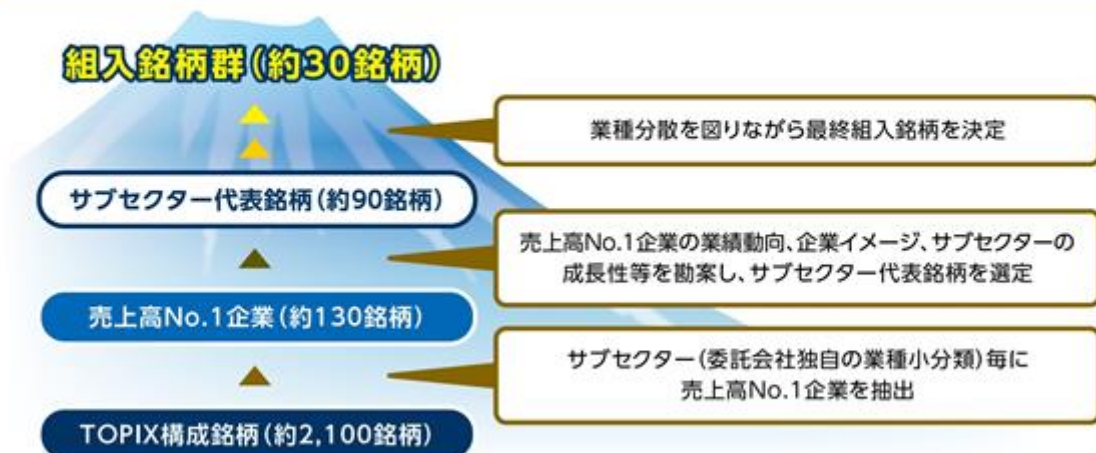 組入銘柄群(約30銘柄)
業種分散を図りながら最終組入銘柄を決定
サブセクター代表銘柄(約90銘柄)
売上高No.1企業の業績動向、企業イメージ、サブセクターの
成長性等を勘案し、サブセクター代表銘柄を選定
売上高No.1企業(約130銘柄)
サブセクター(委託会社独自の業種小分類)毎に
売上高No.1企業を抽出
TOPIX構成銘柄(約2,100銘柄)